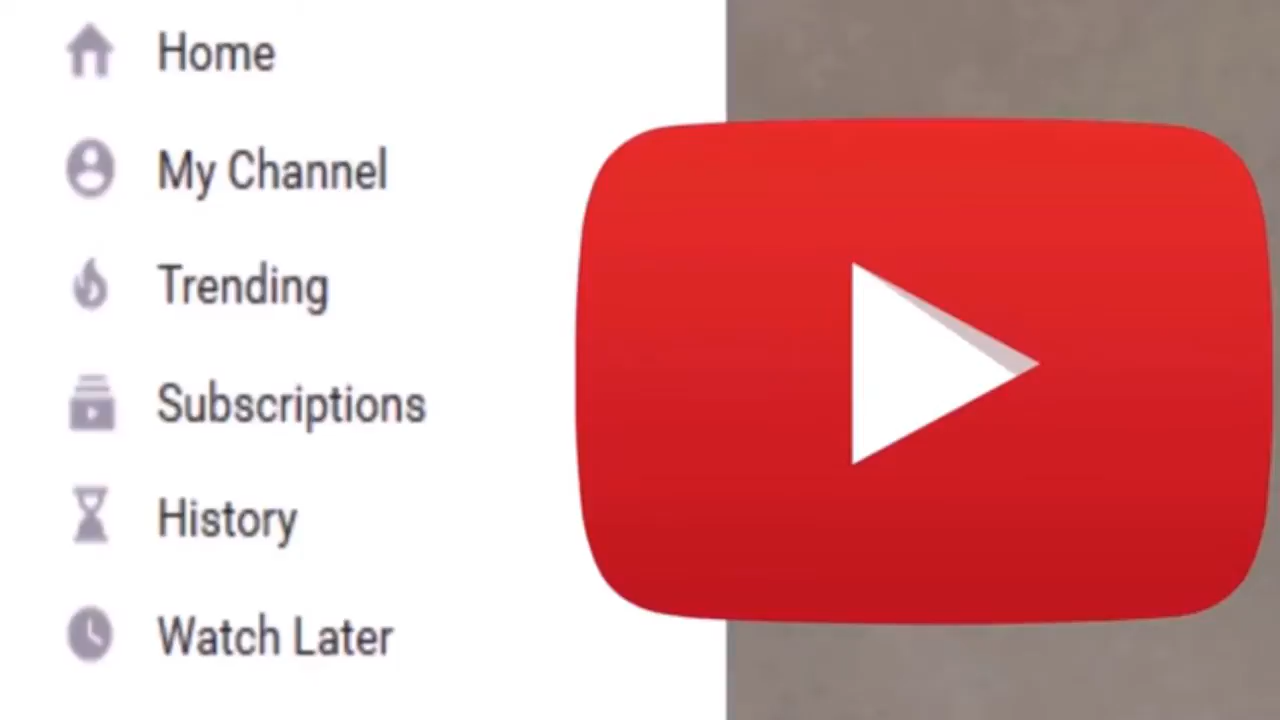 Home
My Channel
Trending
Subscriptions
History
Watch Later